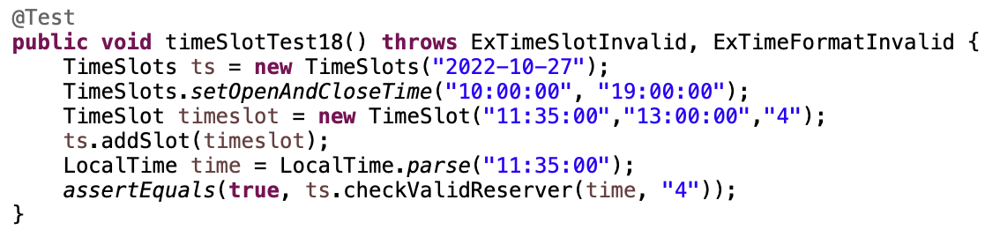 @Test
public void timeSlotTest18() throws ExTimeSlotInvalid, ExTimeFormatInvalid {
    TimeSlots ts = new TimeSlots("2022-10-27");
    TimeSlots.setOpenAndCloseTime("10:00:00", "19:00:00");
    TimeSlot timeslot = new TimeSlot("11:35:00","13:00:00","4");
    ts.addSlot(timeslot);
    LocalTime time = LocalTime.parse("11:35:00");
    assertEquals(true, ts.checkValidReserver(time, "4"));
}